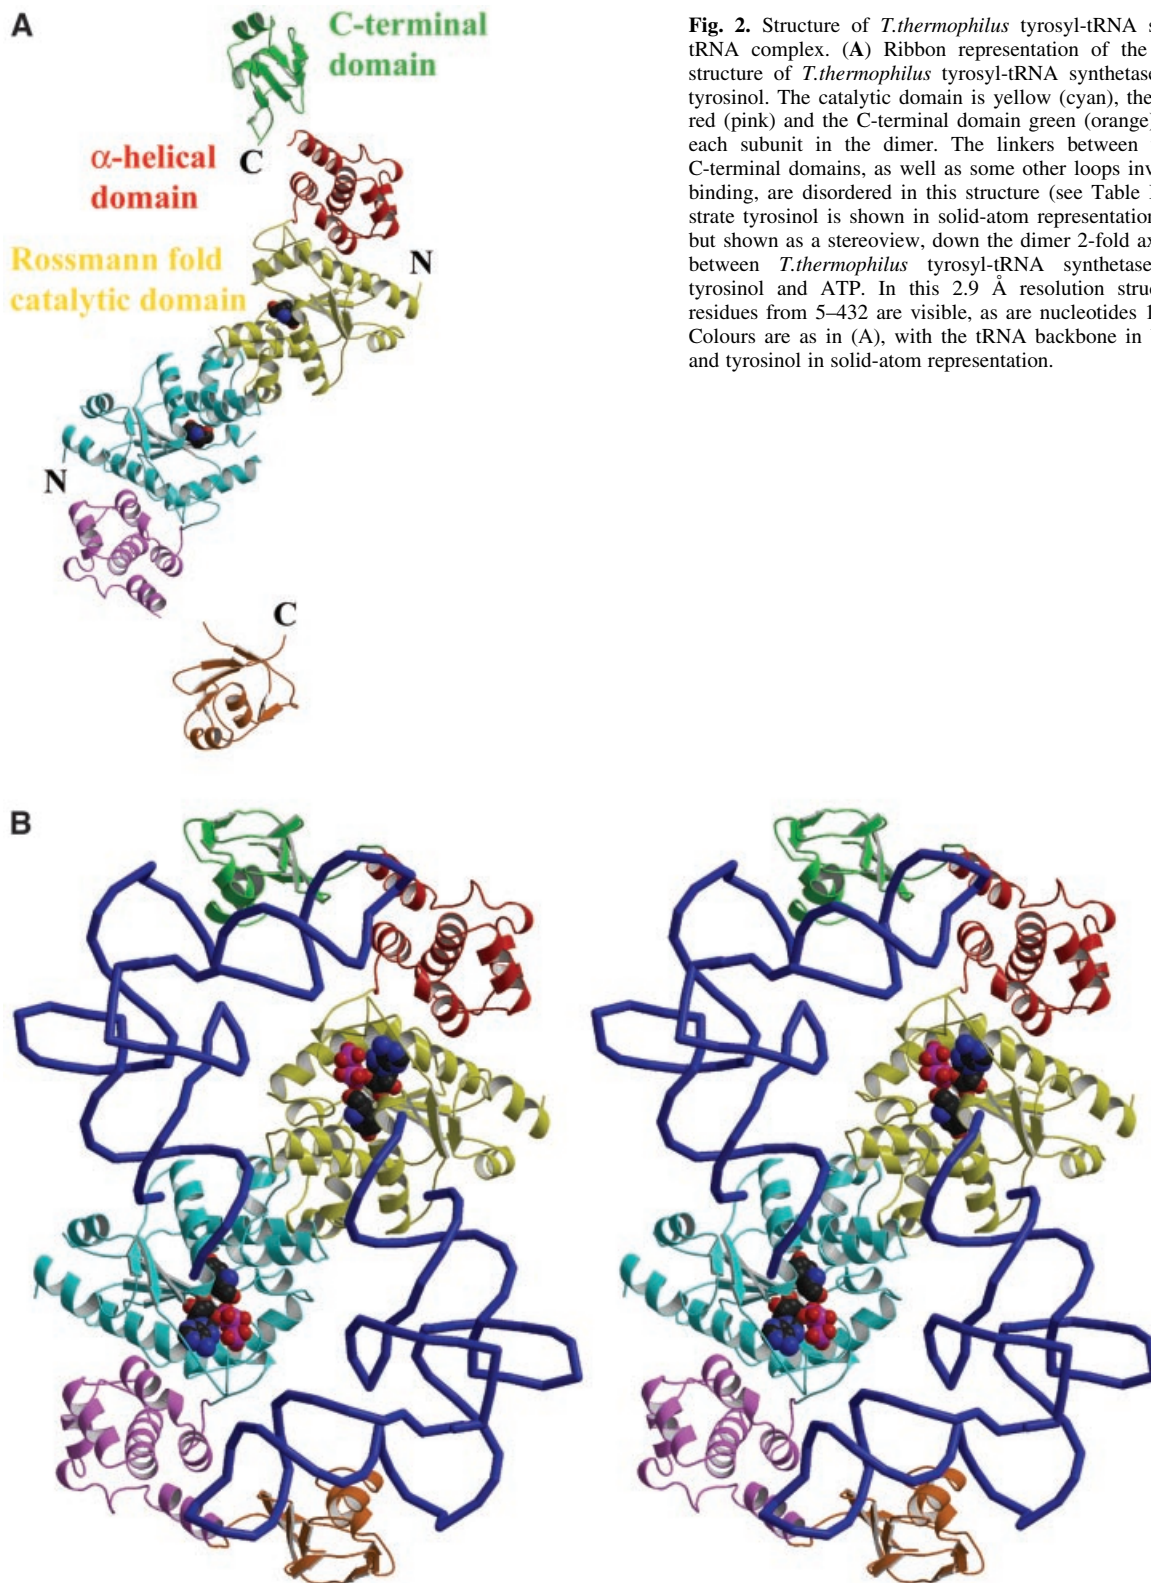 A
C-terminal
domain
C
α-helical
domain
Rossmann fold
catalytic domain
N
N
C
Fig. 2. Structure of T.thermophilus tyrosyl-tRNA
tRNA complex. (A) Ribbon representation of the
structure of T.thermophilus tyrosyl-tRNA synthetase
tyrosinol. The catalytic domain is yellow (cyan), the
red (pink) and the C-terminal domain green (orange)
each subunit in the dimer. The linkers between
C-terminal domains, as well as some other loops
binding, are disordered in this structure (see Table
strate tyrosinol is shown in solid-atom representation
but shown as a stereoview, down the dimer 2-fold
between T.thermophilus tyrosyl-tRNA synthetase
tyrosinol and ATP. In this 2.9 Å resolution
residues from 5–432 are visible, as are nucleotides
Colours are as in (A), with the tRNA backbone in
and tyrosinol in solid-atom representation.
B